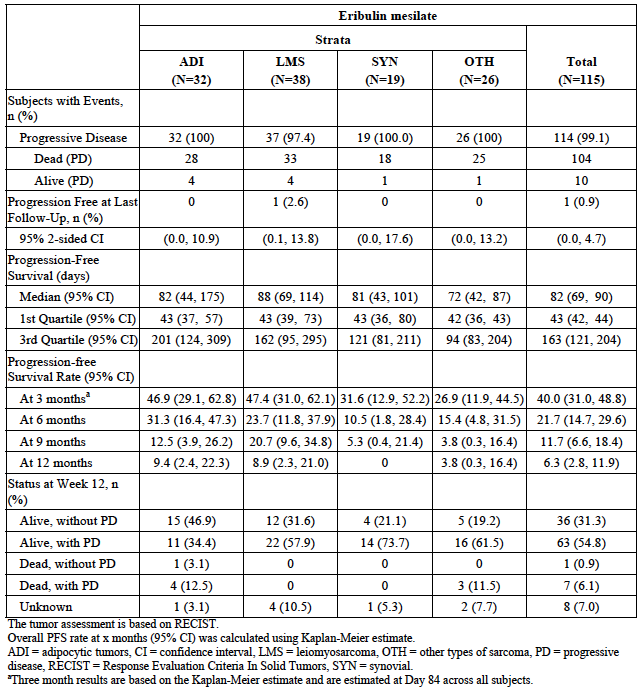 Eribulin mesilate
Strata
ADI (N=32) LMS (N=38) SYN (N=19) OTH (N=26) Total (N=115)
Subjects with Events, n (%)
Progressive Disease 32 (100) 37 (97.4) 19 (100.0) 26 (100) 114 (99.1)
Dead (PD) 28 33 18 25 104
Alive (PD) 4 4 1 1 10
Progression Free at Last Follow-Up, n (%) 0 1 (2.6) 0 0 1 (0.9)
95% 2-sided CI (0.0, 10.9) (0.1, 13.8) (0.0, 17.6) (0.0, 13.2) (0.0, 4.7)
Progression-Free Survival (days)
Median (95% CI) 82 (44, 175) 88 (69, 114) 81 (43, 101) 72 (42, 87) 82 (69, 90)
1st Quartile (95% CI) 43 (37, 57) 43 (39, 73) 43 (36, 80) 42 (36, 43) 43 (42, 44)
3rd Quartile (95% CI) 201 (124, 309) 162 (95, 295) 121 (81, 211) 94 (83, 204) 163 (121, 204)
Progression-free Survival Rate (95% CI)
At 3 monthsa 46.9 (29.1, 62.8) 47.4 (31.0, 62.1) 31.6 (12.9, 52.2) 26.9 (11.9, 44.5) 40.0 (31.0, 48.8)
At 6 months 31.3 (16.4, 47.3) 23.7 (11.8, 37.9) 10.5 (1.8, 28.4) 15.4 (4.8, 31.5) 21.7 (14.7, 29.6)
At 9 months 12.5 (3.9, 26.2) 20.7 (9.6, 34.8) 5.3 (0.4, 21.4) 3.8 (0.3, 16.4) 11.7 (6.6, 18.4)
At 12 months 9.4 (2.4, 22.3) 8.9 (2.3, 21.0) 0 3.8 (0.3, 16.4) 6.3 (2.8, 11.9)
Status at Week 12, n (%)
Alive, without PD 15 (46.9) 12 (31.6) 4 (21.1) 5 (19.2) 36 (31.3)
Alive, with PD 11 (34.4) 22 (57.9) 14 (73.7) 16 (61.5) 63 (54.8)
Dead, without PD 1 (3.1) 0 0 0 1 (0.9)
Dead, with PD 4 (12.5) 0 0 3 (11.5) 7 (6.1)
Unknown 1 (3.1) 4 (10.5) 1 (5.3) 2 (7.7) 8 (7.0)
The tumor assessment is based on RECIST.
Overall PFS rate at x months (95% CI) was calculated using Kaplan-Meier estimate.
ADI = adipocytic tumors, CI = confidence interval, LMS = leiomyosarcoma, OTH = other types of sarcoma, PD = progressive
disease, RECIST = Response Evaluation Criteria In Solid Tumors, SYN = synovial.
aThree month results are based on the Kaplan-Meier estimate and are estimated at Day 84 across all subjects.